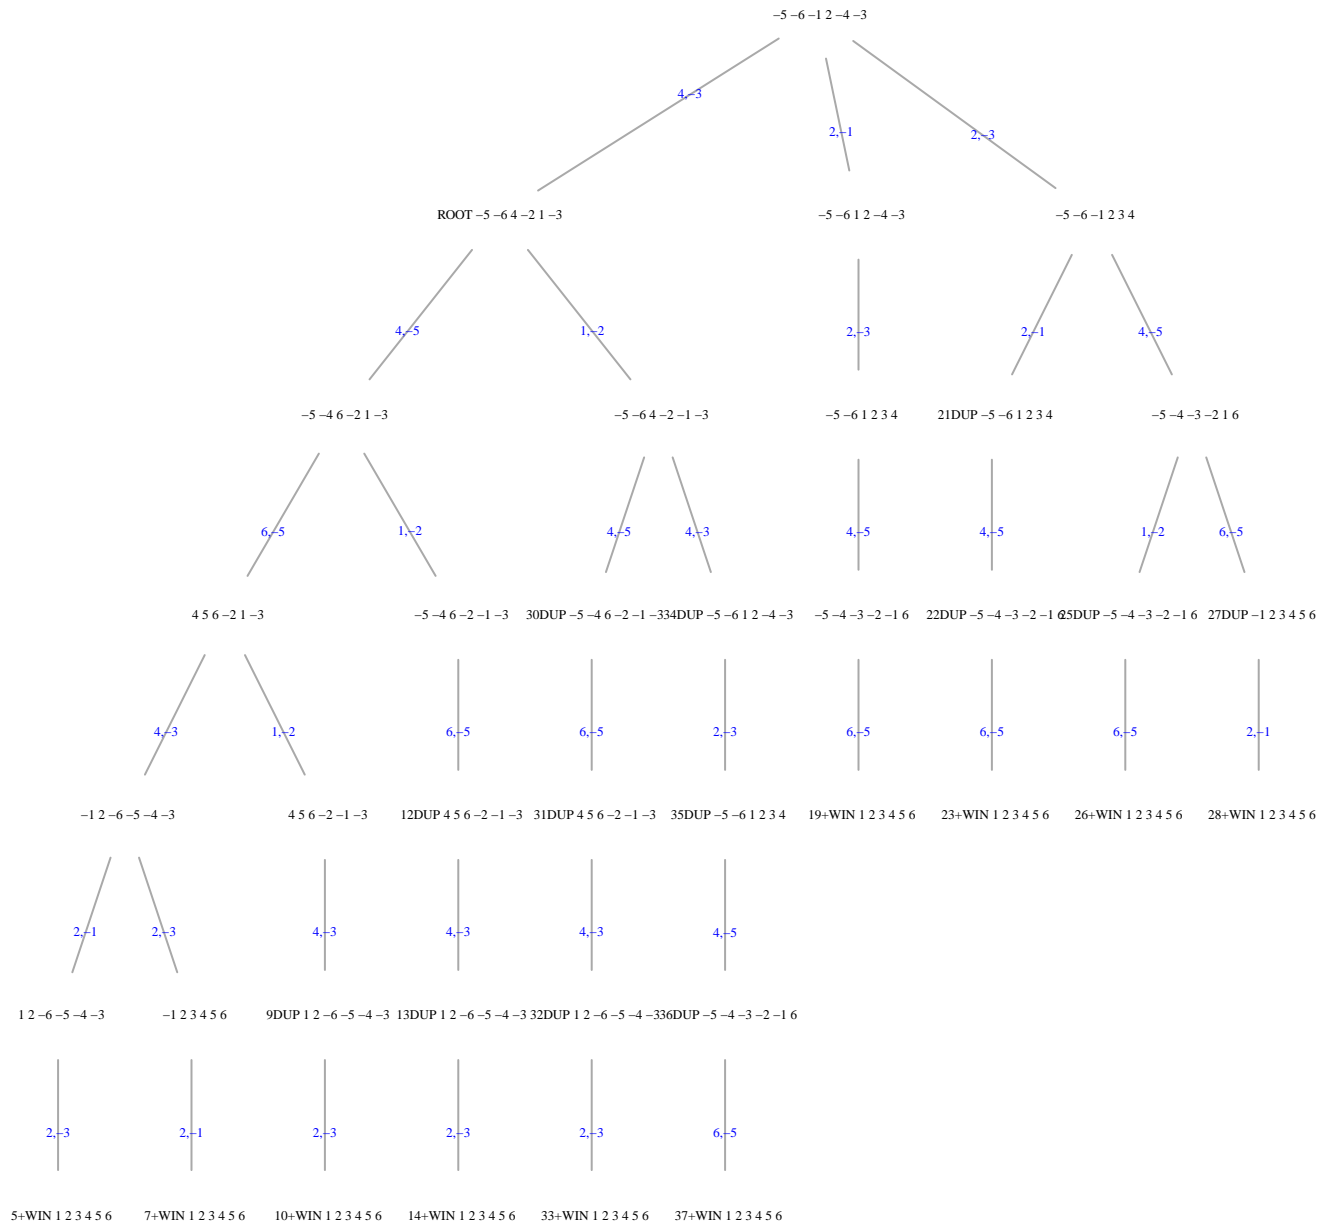 −5 −6 −1 2 −4 −3
4,−3
2,−1
2,−3
ROOT −5 −6 4 −2 1 −3
−5 −6 1 2 −4 −3
−5 −6 −1 2 3 4
4,−5
1,−2
2,−3
2,−1
4,−5
−5 −4 6 −2 1 −3
−5 −6 4 −2 −1 −3
−5 −6 1 2 3 4
21DUP −5 −6 1 2 3 4
−5 −4 −3 −2 1 6
6,−5
1,−2
4,−5
4,−3
4,−5
4,−5
1,−2
6,−5
4 5 6 −2 1 −3
−5 −4 6 −2 −1 −3
30DUP −5 −4 6 −2 −1 −3
34DUP −5 −6 1 2 −4 −3
−5 −4 −3 −2 −1 6
22DUP −5 −4 −3 −2 −1 6
25DUP −5 −4 −3 −2 −1 6
27DUP −1 2 3 4 5 6
4,−3
1,−2
6,−5
6,−5
2,−3
6,−5
6,−5
6,−5
2,−1
−1 2 −6 −5 −4 −3
4 5 6 −2 −1 −3
12DUP 4 5 6 −2 −1 −3
31DUP 4 5 6 −2 −1 −3
35DUP −5 −6 1 2 3 4
19+WIN 1 2 3 4 5 6
23+WIN 1 2 3 4 5 6
26+WIN 1 2 3 4 5 6
28+WIN 1 2 3 4 5 6
2,−1
2,−3
4,−3
4,−3
4,−3
4,−5
1 2 −6 −5 −4 −3
−1 2 3 4 5 6
9DUP 1 2 −6 −5 −4 −3
13DUP 1 2 −6 −5 −4 −3
32DUP 1 2 −6 −5 −4 −3
36DUP −5 −4 −3 −2 −1 6
2,−3
2,−1
2,−3
2,−3
2,−3
6,−5
5+WIN 1 2 3 4 5 6
7+WIN 1 2 3 4 5 6
10+WIN 1 2 3 4 5 6
14+WIN 1 2 3 4 5 6
33+WIN 1 2 3 4 5 6
37+WIN 1 2 3 4 5 6